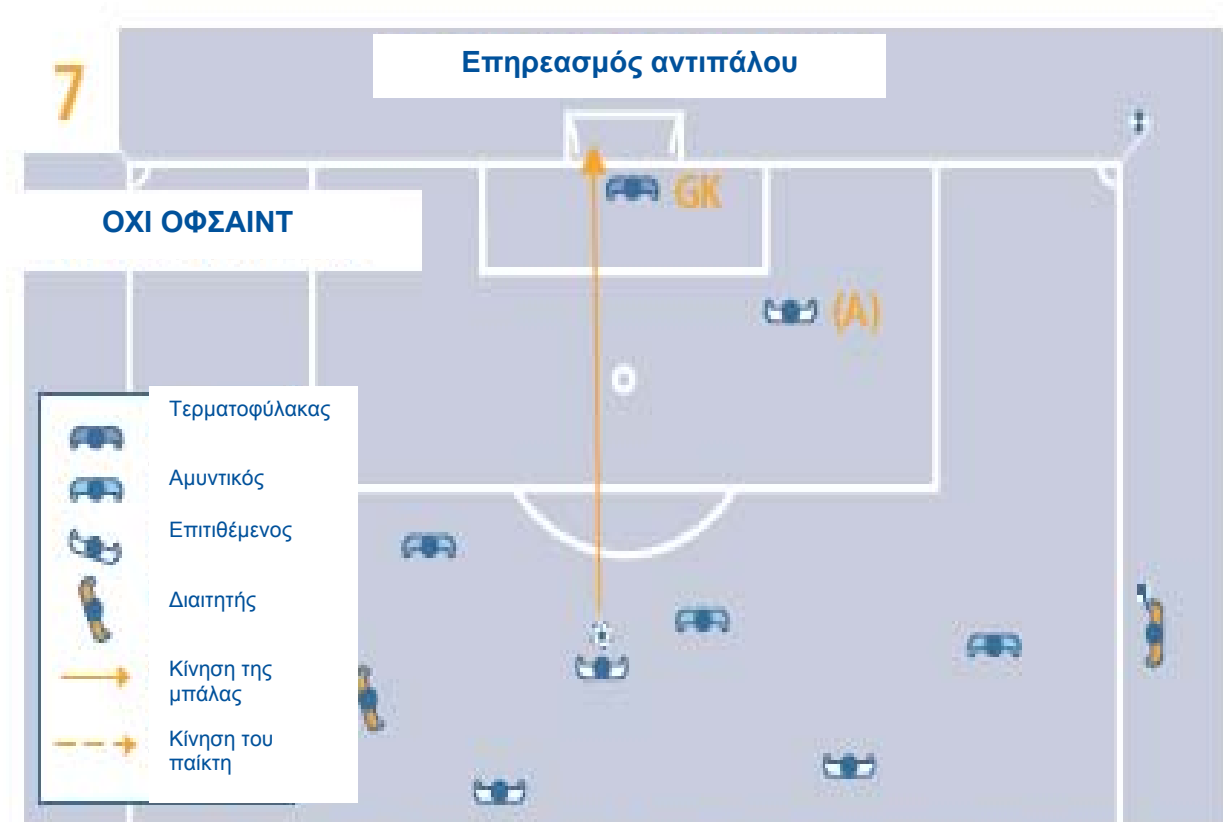 7
Επηρεασμός αντιπάλου
GK
ΟΧΙ ΟΦΣΑΙΝΤ
(A)
Τερματοφύλακας
Αμυντικός
Επιτιθέμενος
Διαιτητής
Κίνηση της
μπάλας
Κίνηση του
παίκτη